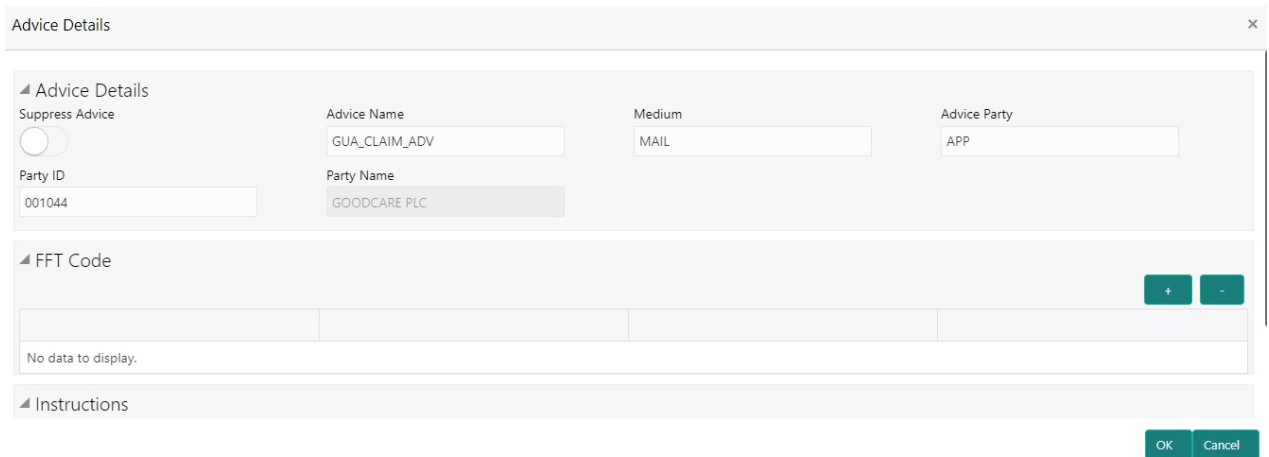 Advice Details ×
Advice Details
Suppress Advice Advice Name Medium Advice Party
GUA_CLAIM_ADV MAIL APP
Party ID Party Name
001044 GOODCARE PLC
FFT Code
+ -
No data to display.
Instructions
OK Cancel